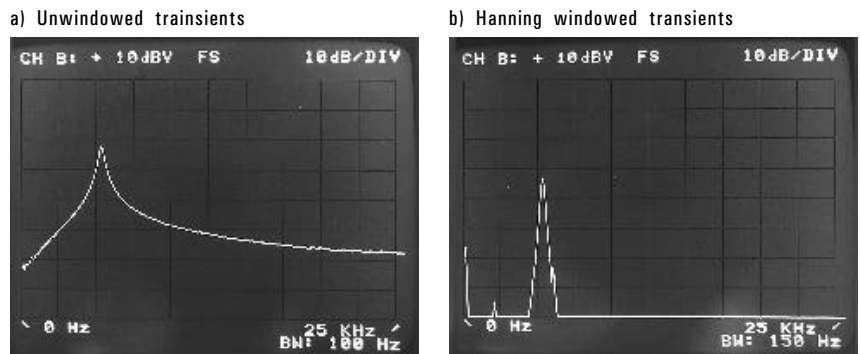 a) Unwindowed trainsients
CH B: + 10dBV FS 10dB/DIV
0 Hz 25 KHz
BW: 100 Hz
b) Hanning windowed transients
CH B: + 10dBV FS 10dB/DIV
0 Hz 25 KHz
BW: 150 Hz